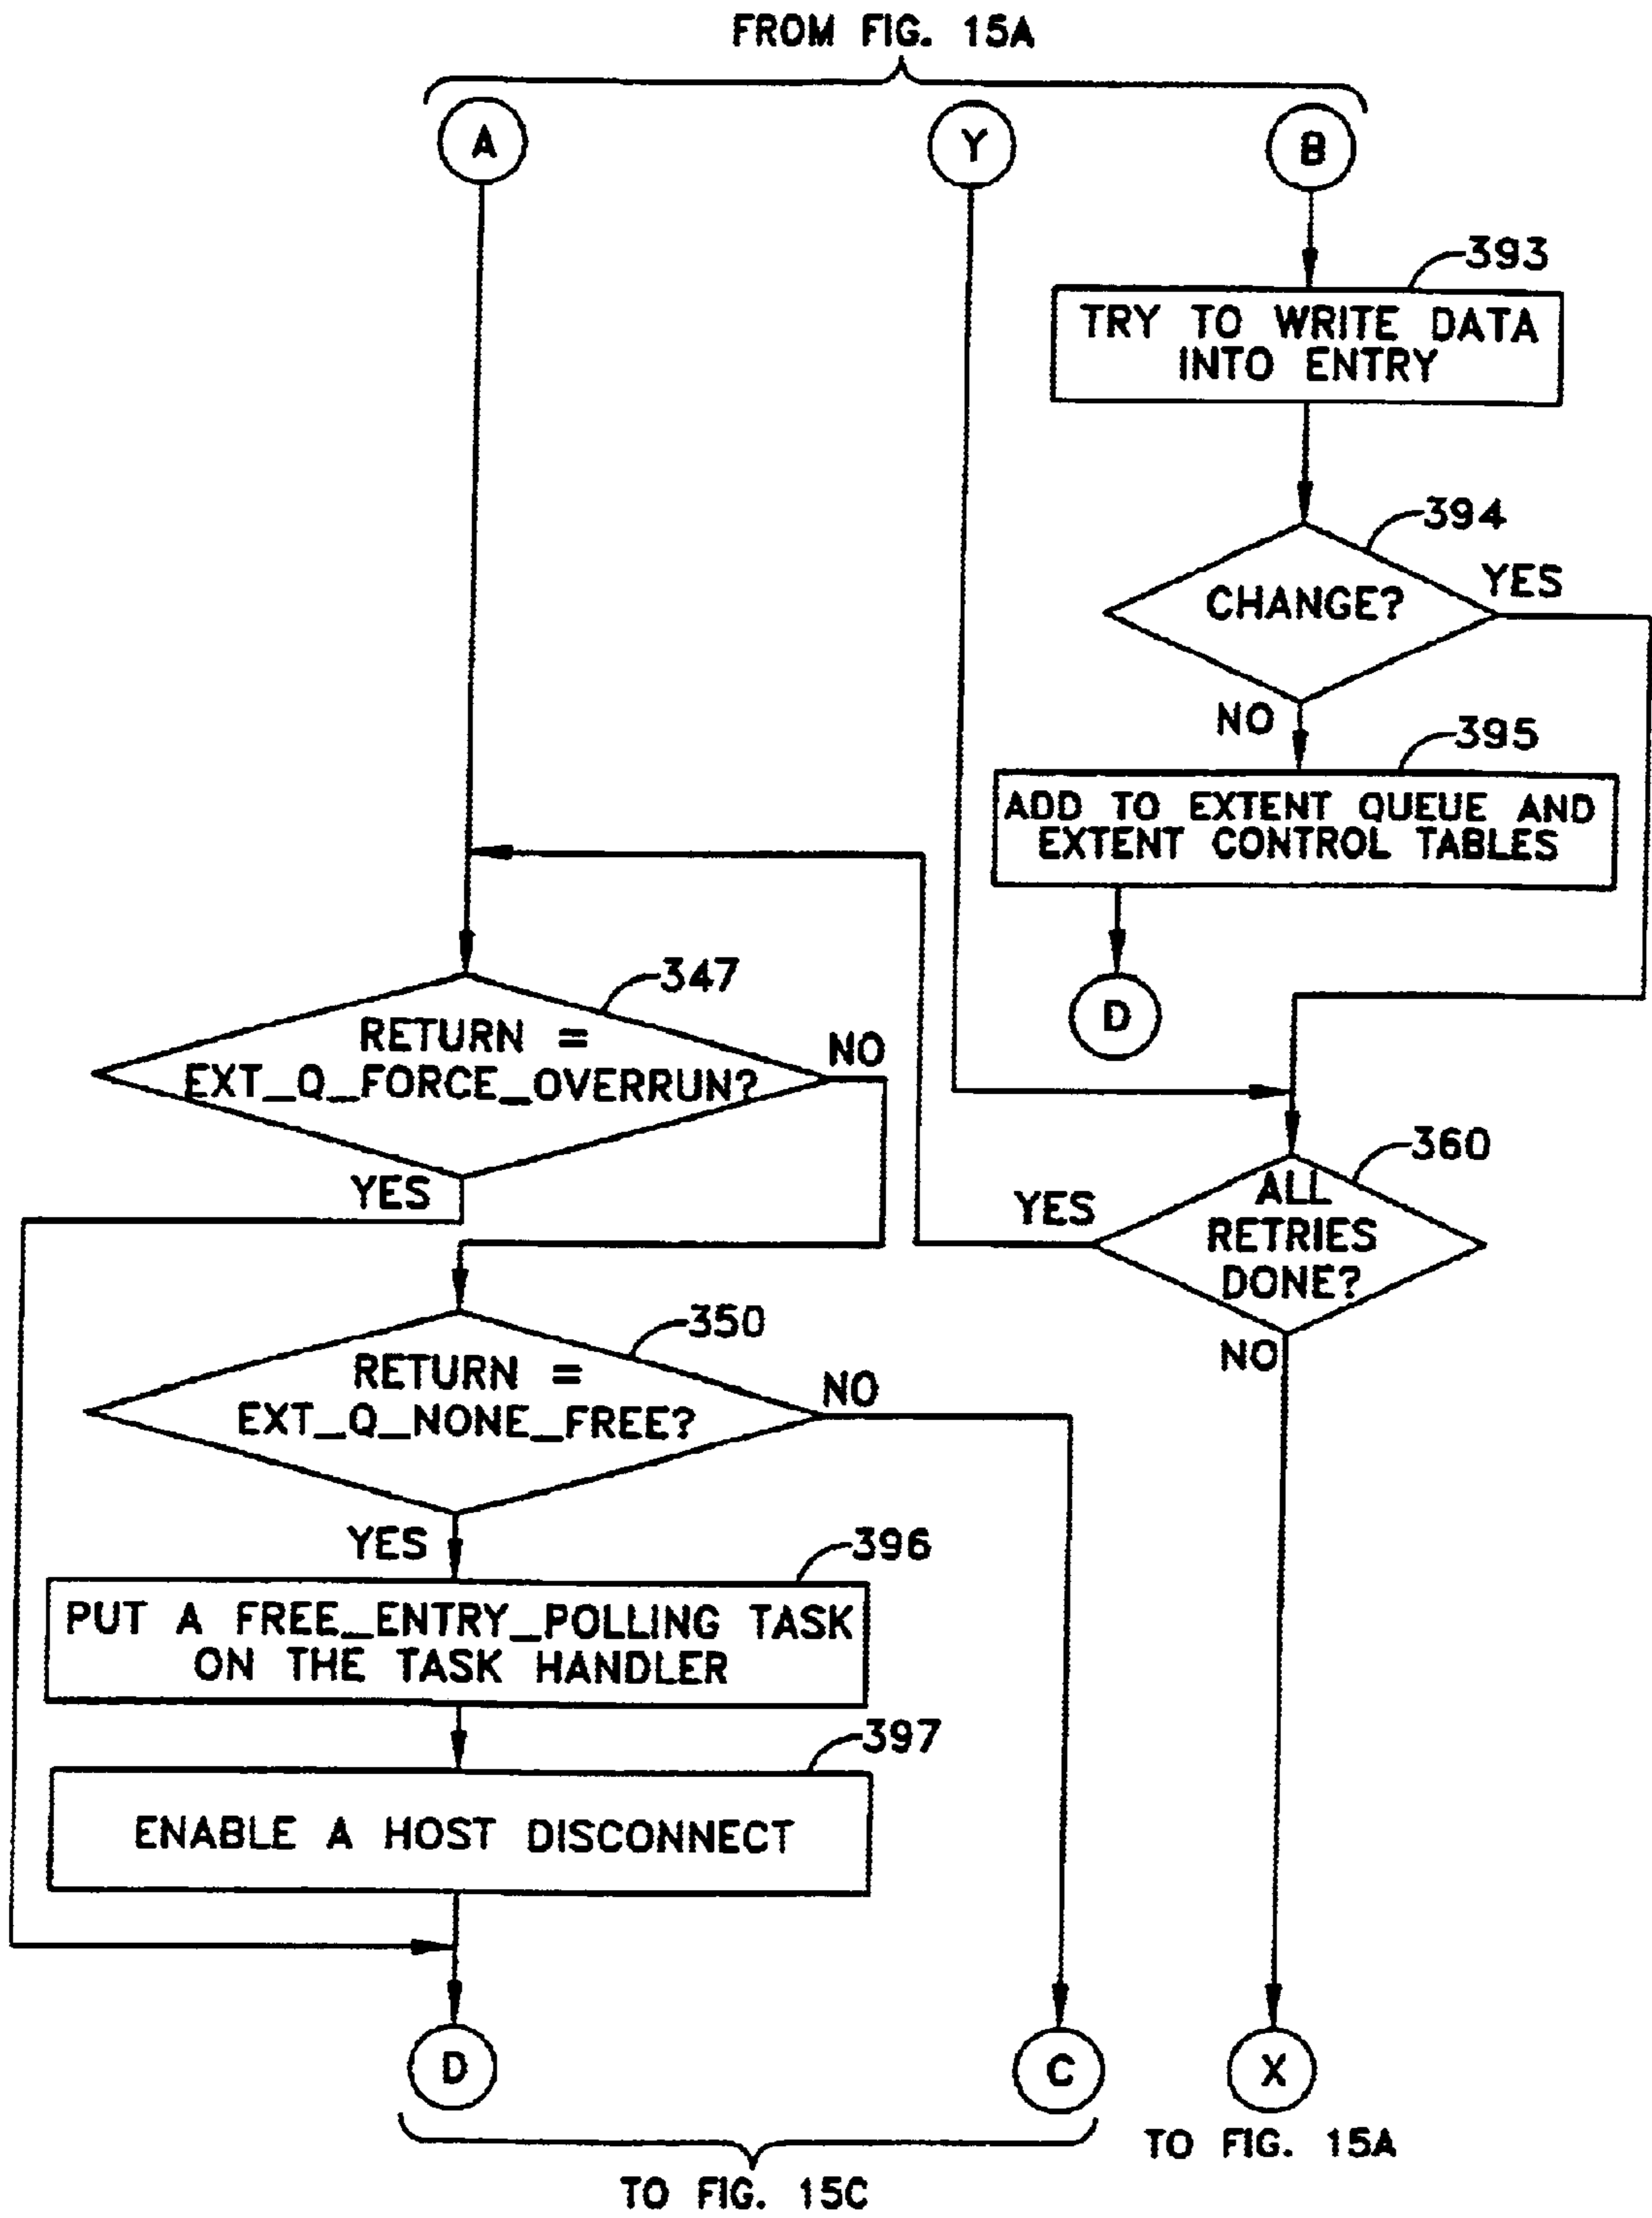 FROM FIG. 15A
A
Y
B
393
TRY TO WRITE DATA
INTO ENTRY
394
CHANGE?
YES
NO
395
ADD TO EXTENT QUEUE AND
EXTENT CONTROL TABLES
D
347
RETURN =
EXT_Q_FORCE_OVERRUN?
NO
YES
360
ALL
RETRIES
DONE?
YES
NO
350
RETURN =
EXT_Q_NONE_FREE?
NO
YES
396
PUT A FREE_ENTRY_POLLING TASK
ON THE TASK HANDLER
397
ENABLE A HOST DISCONNECT
D
C
X
TO FIG. 15A
TO FIG. 15C